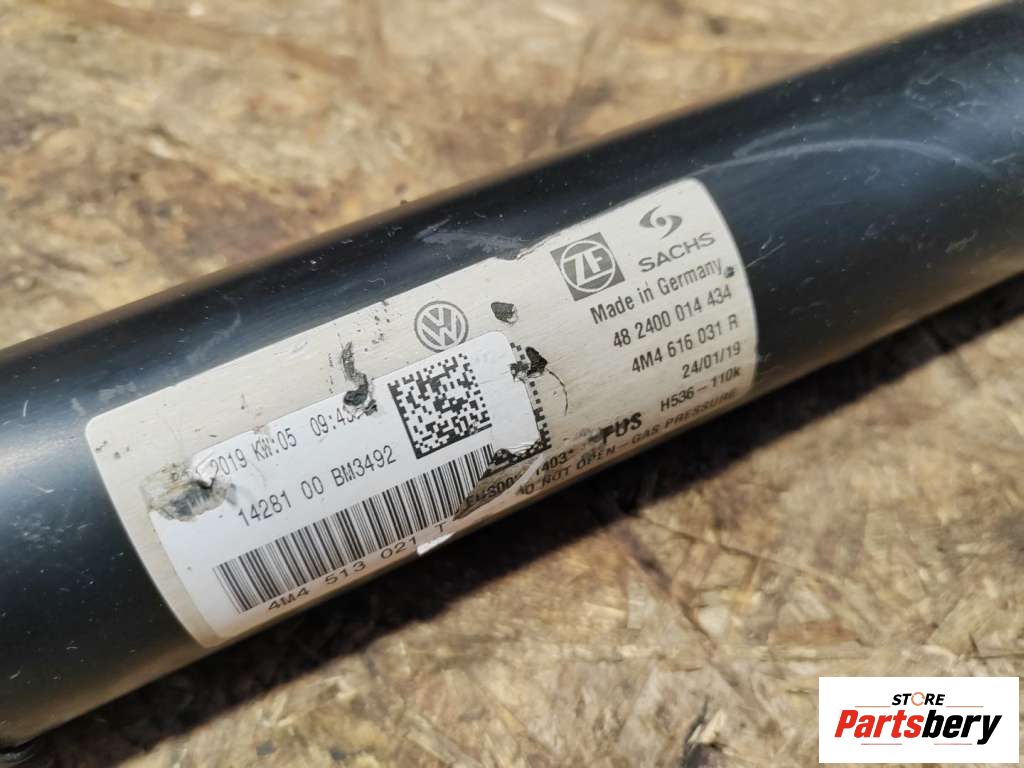 ZF
SACHS
Made in Germany
48 2400 014 434
4M4 616 031 R
24/01/19
H536-110k
DO NOT OPEN - GAS PRESSURE
VW
2019 KW:05
14281 00 BM3492
4M4 513 021 T
STORE
Partsbery